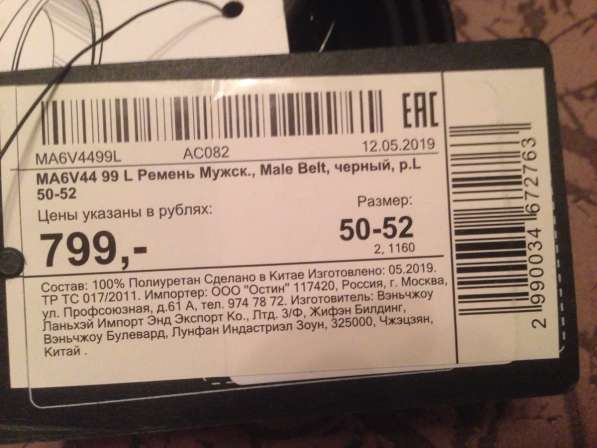 EAC
MA6V4499L AC082 12.05.2019
MA6V44 99 L Ремень Мужск., Male Belt, черный, р.L
50-52
Цены указаны в рублях:
Размер:
799,-
50-52
2, 1160
Состав: 100% Полиуретан Сделано в Китае Изготовлено: 05.2019.
ТР ТС 017/2011. Импортер: ООО "Остин" 117420, Россия, г. Москва,
ул. Профсоюзная, д.61 А, тел. 974 78 72. Изготовитель: Вэньчжоу
Ланьхэй Импорт Энд Экспорт Ко., Лтд. 3/Ф, Жифэн Билдинг,
Вэньчжоу Булевард, Лунфан Индастриэл Зоун, 325000, Чжэцзян,
Китай .
2 990034 672763